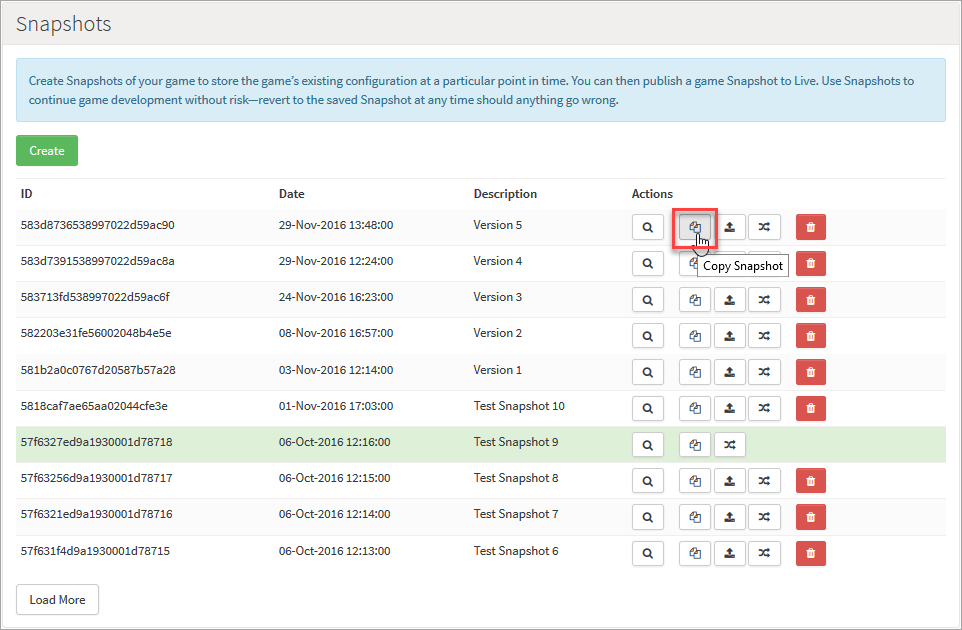 Snapshots
Create Snapshots of your game to store the game's existing configuration at a particular point in time. You can then publish a game Snapshot to Live. Use Snapshots to
continue game development without risk—revert to the saved Snapshot at any time should anything go wrong.
Create
ID Date Description Actions
583d8736538997022d59ac90 29-Nov-2016 13:48:00 Version 5
583d7391538997022d59ac8a 29-Nov-2016 12:24:00 Version 4
Copy Snapshot
583713fd538997022d59ac6f 24-Nov-2016 16:23:00 Version 3
582203e31fe56002048b4e5e 08-Nov-2016 16:57:00 Version 2
581b2a0c0767d20587b57a28 03-Nov-2016 12:14:00 Version 1
5818caf7ae65aa02044cfe3e 01-Nov-2016 17:03:00 Test Snapshot 10
57f6327ed9a1930001d78718 06-Oct-2016 12:16:00 Test Snapshot 9
57f63256d9a1930001d78717 06-Oct-2016 12:15:00 Test Snapshot 8
57f6321ed9a1930001d78716 06-Oct-2016 12:14:00 Test Snapshot 7
57f631f4d9a1930001d78715 06-Oct-2016 12:13:00 Test Snapshot 6
Load More